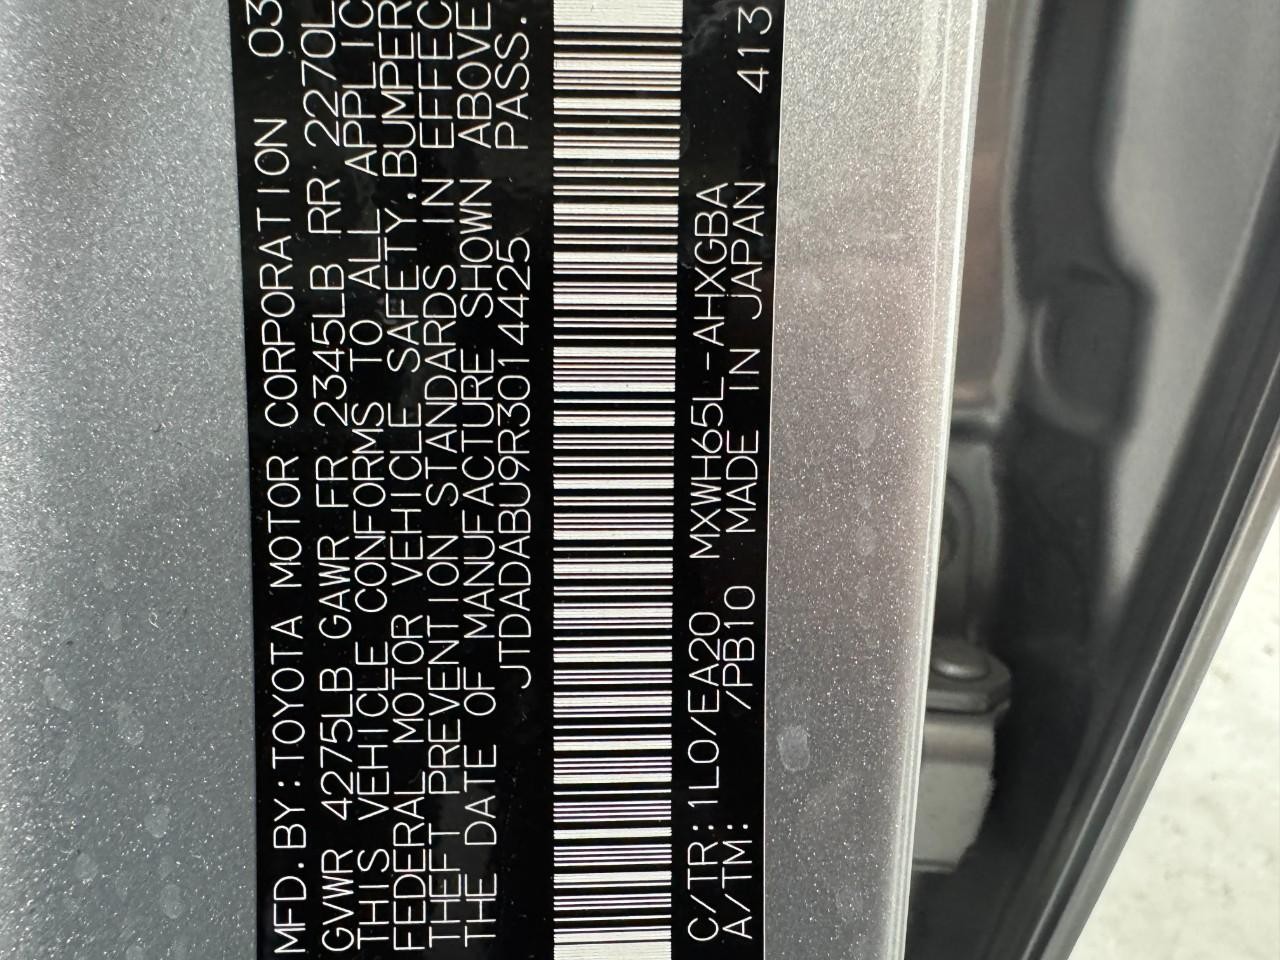 MFD.BY:TOYOTA MOTOR CORPORATION 03
GVWR 4275LB GAWR FR 2345LB RR 2270L
THIS VEHICLE CONFORMS TO ALL APPLIC
FEDERAL MOTOR VEHICLE SAFETY,BUMPER
THEFT PREVENTION STANDARDS IN EFFEC
THE DATE OF MANUFACTURE SHOWN ABOVE
JTDADABU9R3014425 PASS.
C/TR:1L0/EA20 MXWH65L-AHXGBA
A/TM: /PB10 MADE IN JAPAN 413